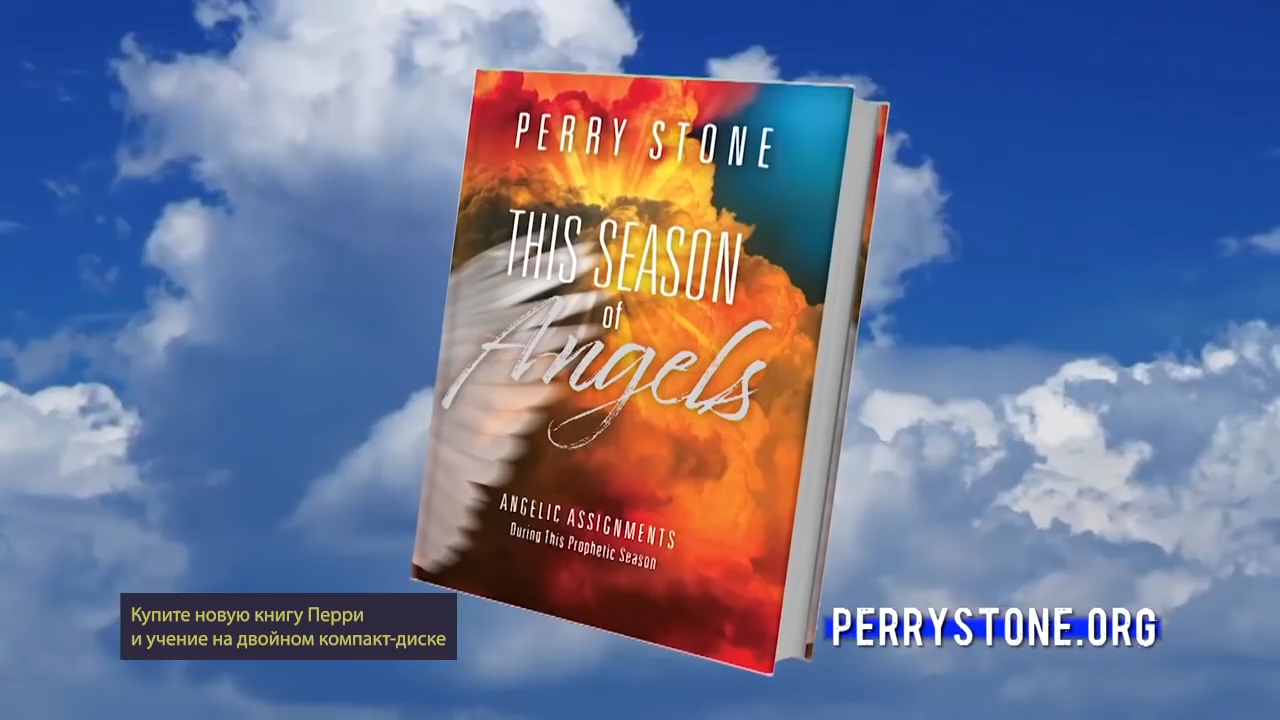 PERRY STONE
THIS SEASON
of
Angels
ANGELIC ASSIGNMENTS
During This Prophetic Season
Купите новую книгу Перри
и учение на двойном компакт-диске
PERRYSTONE.ORG